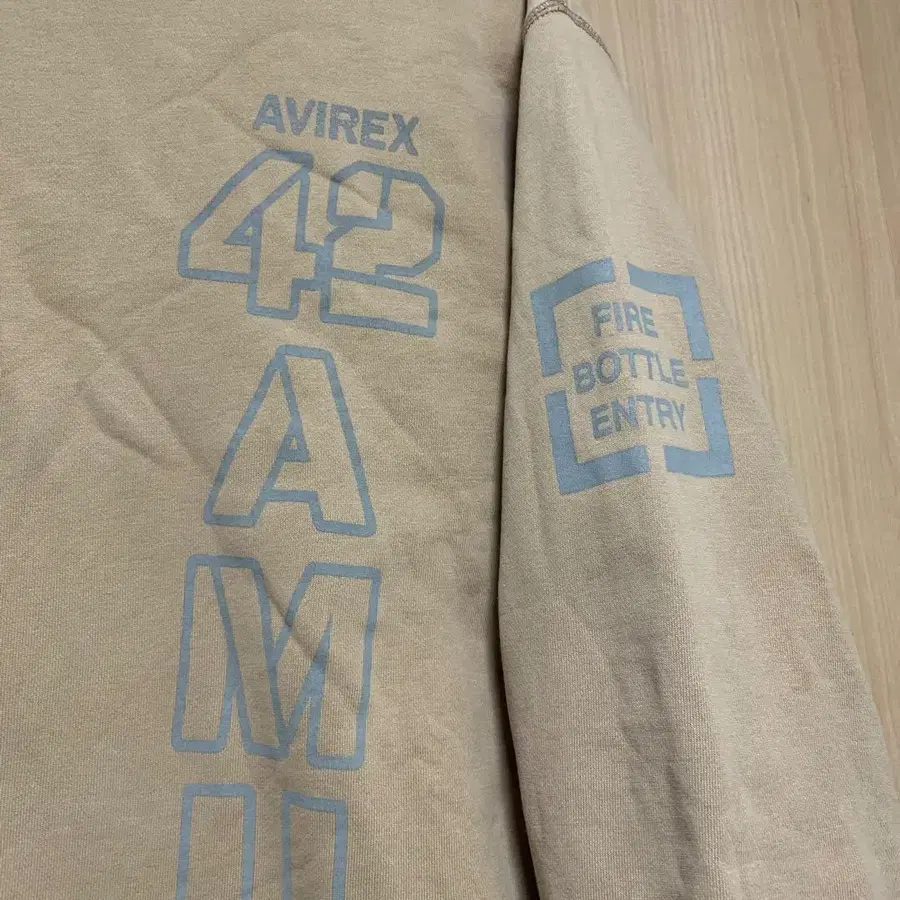 AVIREX
42
A
M
FIRE
BOTTLE
ENTRY